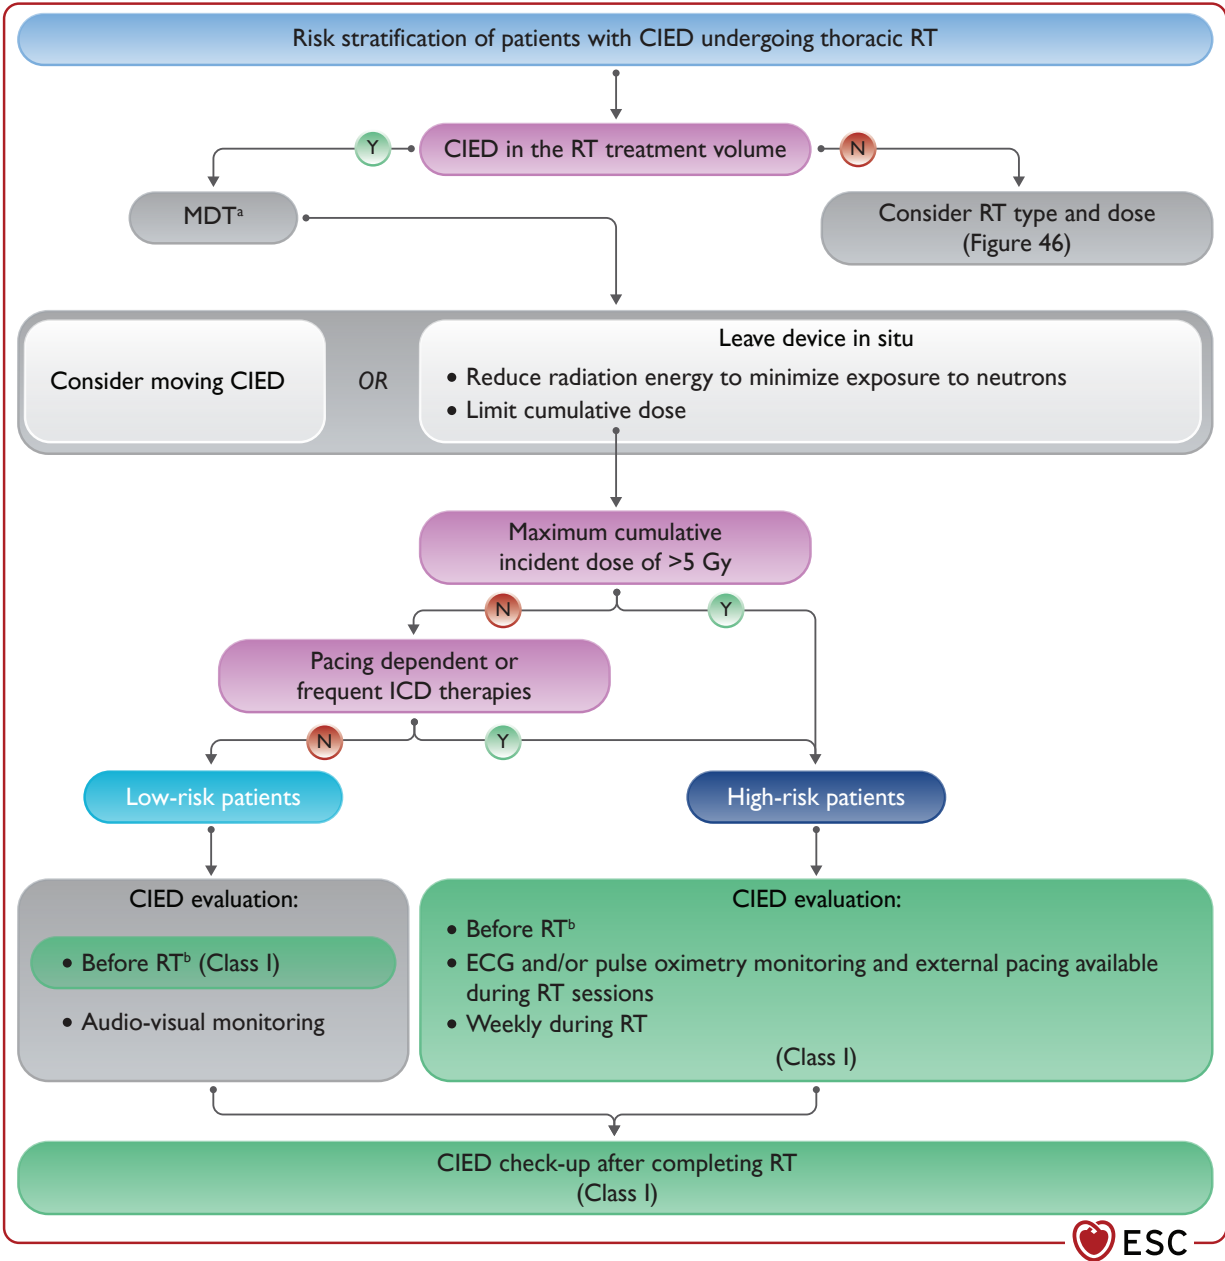 Risk stratification of patients with CIED undergoing thoracic RT
Y
CIED in the RT treatment volume
N
MDTᵃ
Consider RT type and dose
(Figure 46)
Consider moving CIED
OR
Leave device in situ
• Reduce radiation energy to minimize exposure to neutrons
• Limit cumulative dose
Maximum cumulative
incident dose of >5 Gy
N
Y
Pacing dependent or
frequent ICD therapies
N
Y
Low-risk patients
High-risk patients
CIED evaluation:
• Before RTᵇ (Class I)
• Audio-visual monitoring
CIED evaluation:
• Before RTᵇ
• ECG and/or pulse oximetry monitoring and external pacing available
during RT sessions
• Weekly during RT
(Class I)
CIED check-up after completing RT
(Class I)
ESC